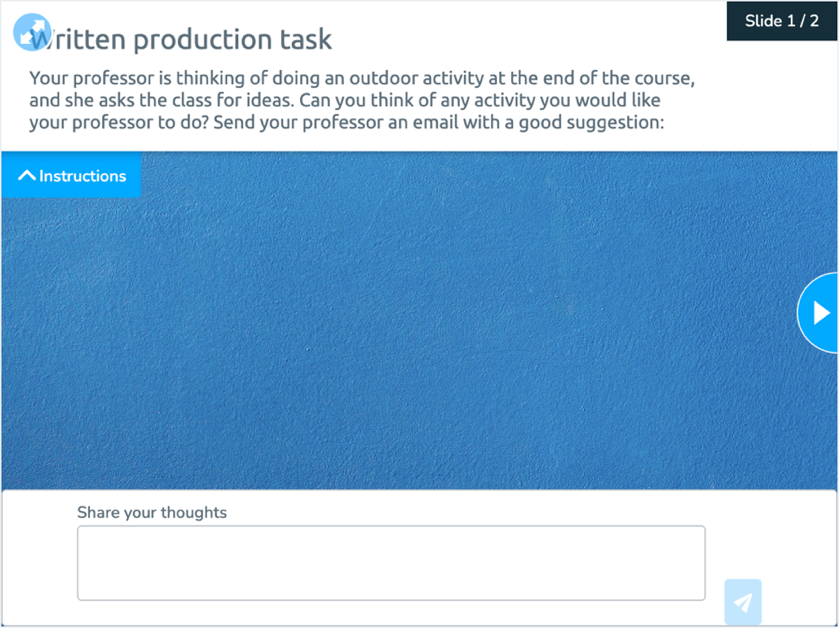 Slide 1 / 2
Written production task
Your professor is thinking of doing an outdoor activity at the end of the course,
and she asks the class for ideas. Can you think of any activity you would like
your professor to do? Send your professor an email with a good suggestion:
Instructions
Share your thoughts